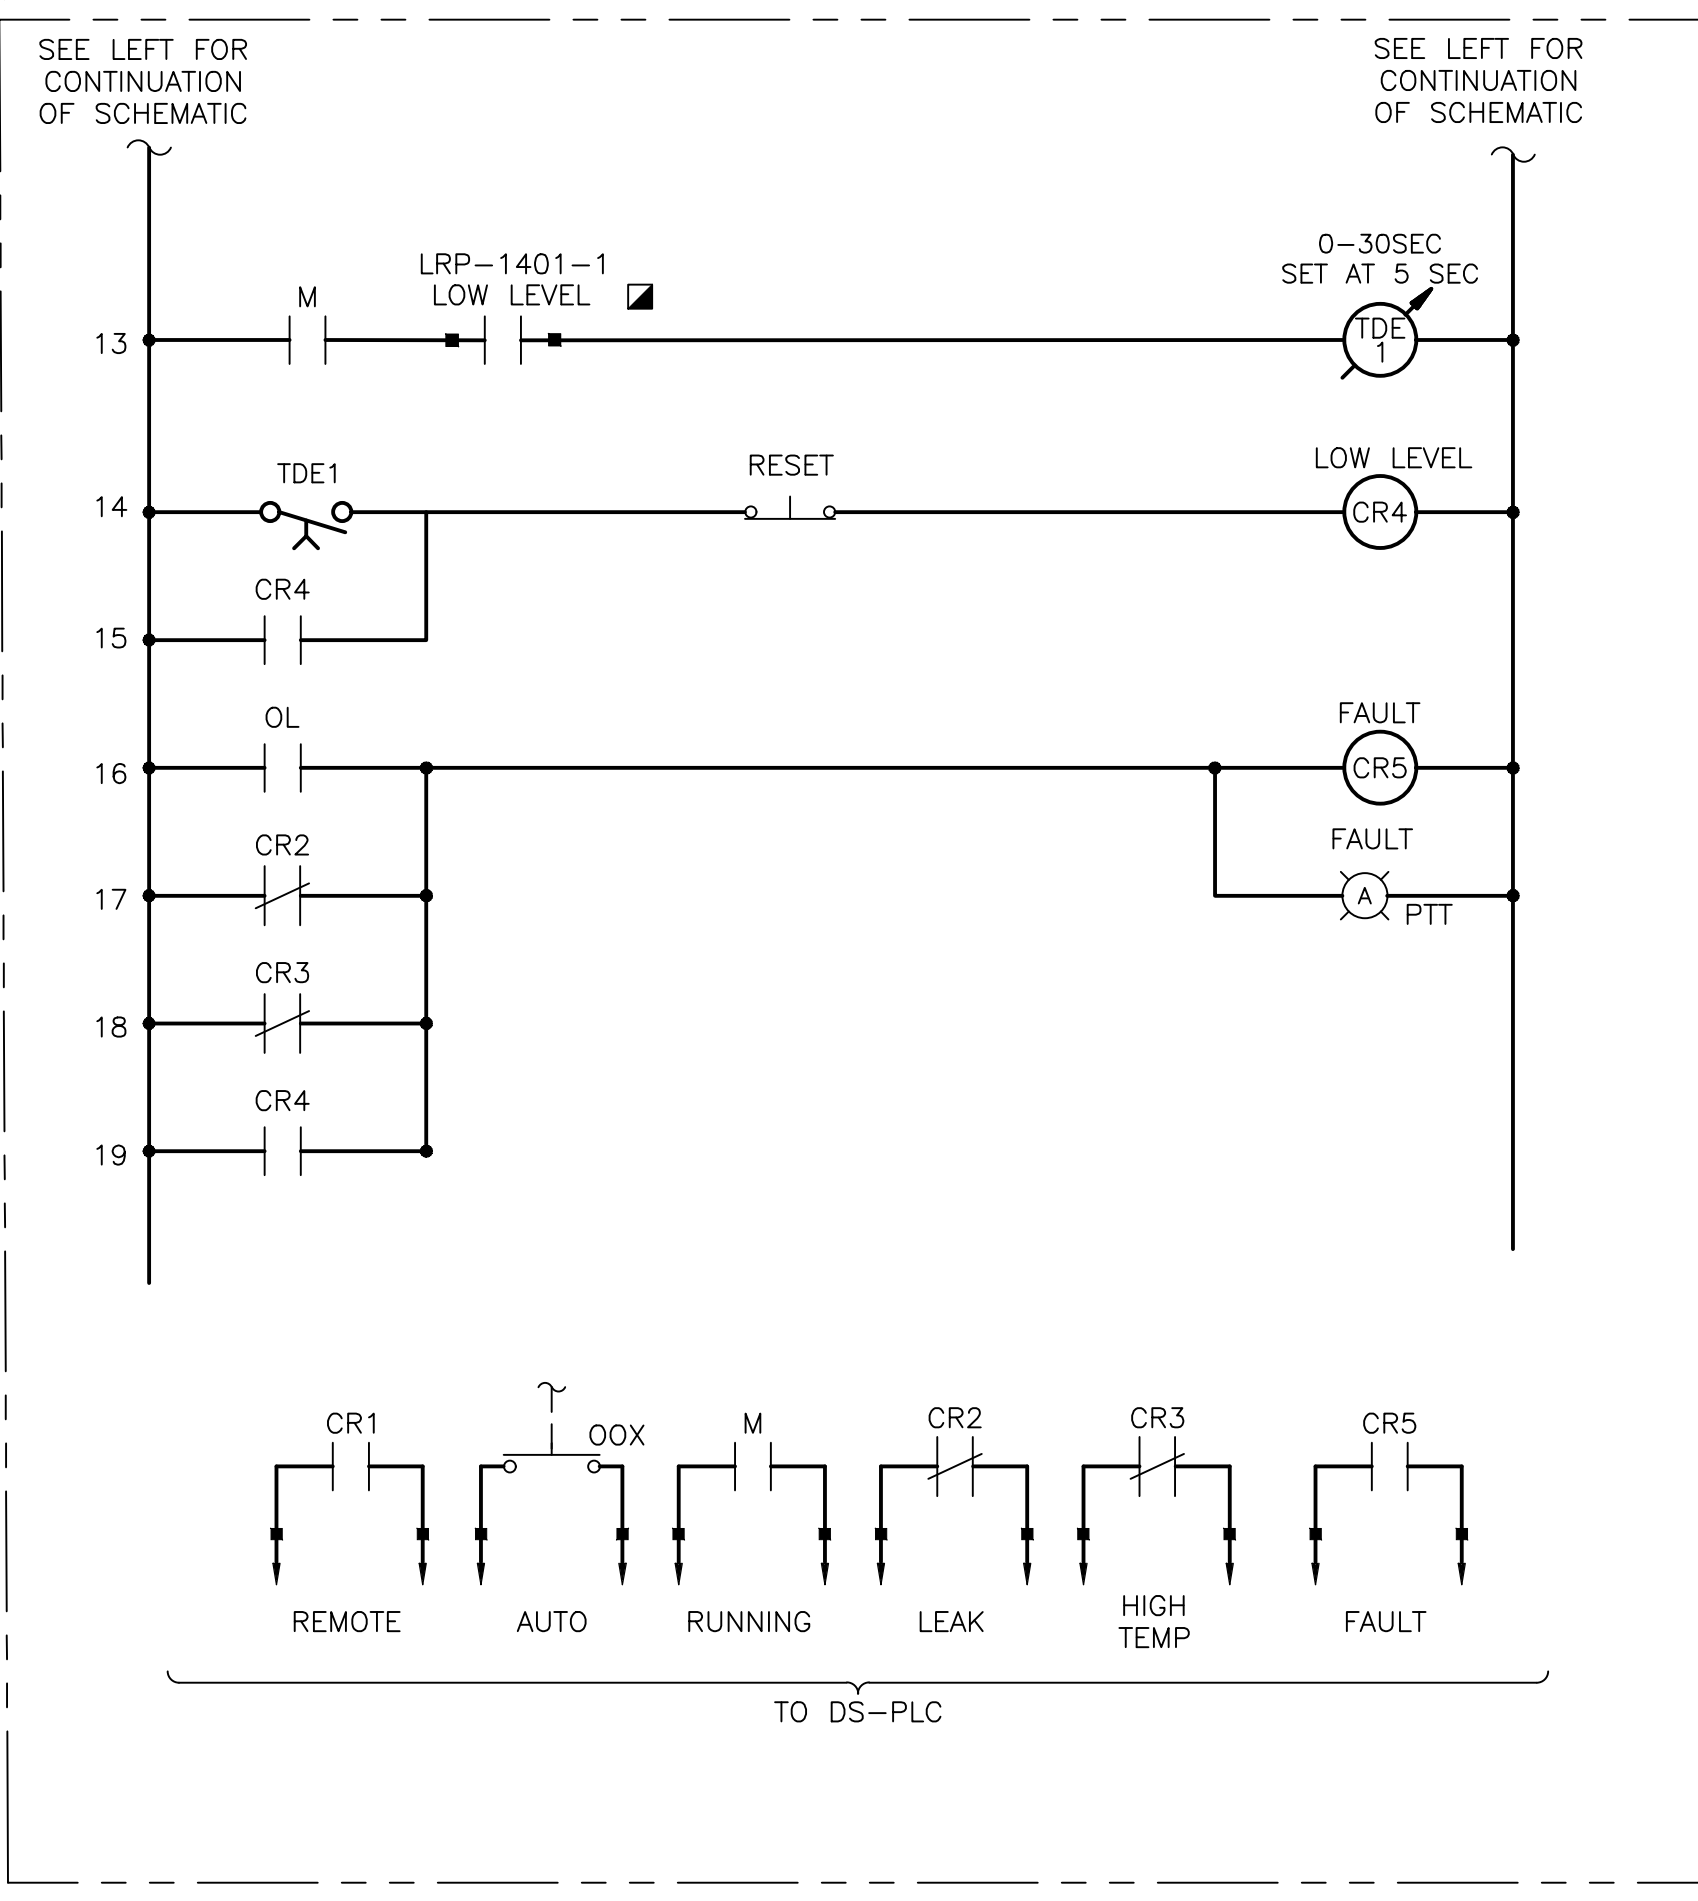 SEE LEFT FOR
CONTINUATION
OF SCHEMATIC
SEE LEFT FOR
CONTINUATION
OF SCHEMATIC
0-30SEC
SET AT 5 SEC
LRP-1401-1
LOW LEVEL
M
13
TDE
1
LOW LEVEL
RESET
TDE1
14
CR4
CR4
15
FAULT
OL
16
CR5
FAULT
CR2
17
A
PTT
CR3
18
CR4
19
CR1
OOX
M
CR2
CR3
CR5
REMOTE
AUTO
RUNNING
LEAK
HIGH
TEMP
FAULT
TO DS-PLC